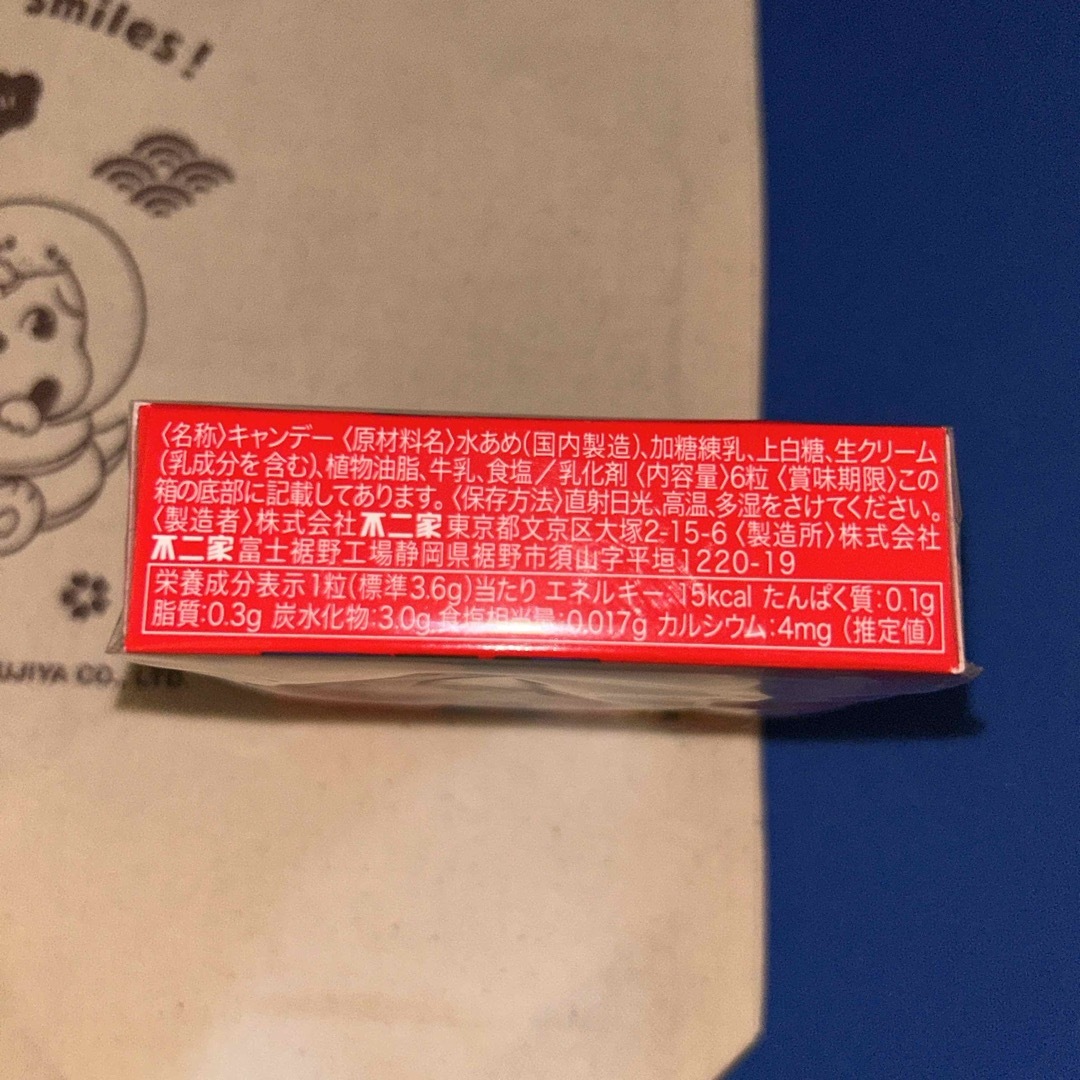 smiles!
〈名称〉キャンデー 〈原材料名〉水あめ(国内製造)、加糖練乳、上白糖、生クリーム
(乳成分を含む)、植物油脂、牛乳、食塩／乳化剤 〈内容量〉6粒 〈賞味期限〉この
箱の底部に記載してあります。〈保存方法〉直射日光、高温、多湿をさけてください。
〈製造者〉株式会社不二家 東京都文京区大塚2-15-6 〈製造所〉株式会社
不二家富士裾野工場静岡県裾野市須山字平垣1220-19
栄養成分表示 1粒(標準3.6g)当たり エネルギー 15kcal たんぱく質:0.1g
脂質:0.3g 炭水化物:3.0g 食塩相当量:0.017g カルシウム:4mg (推定値)
UJIYA CO., LTD.